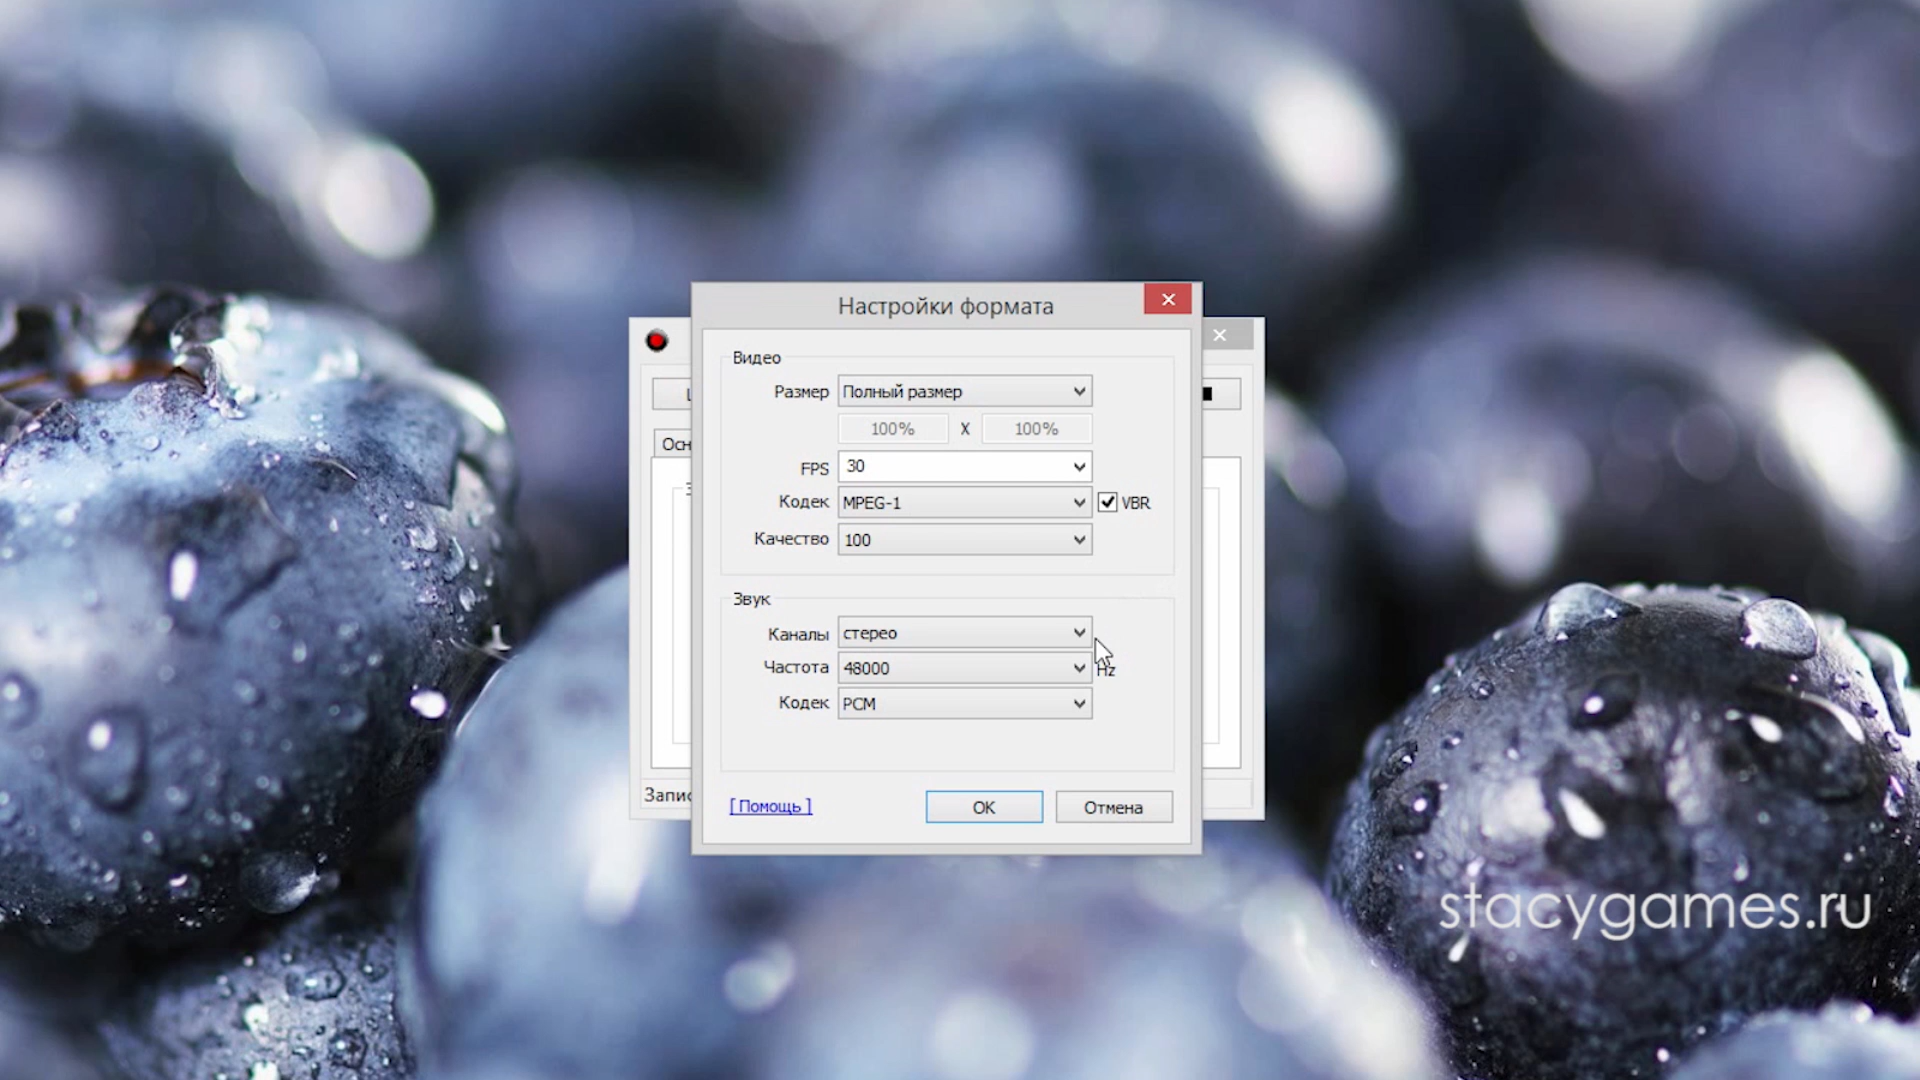 Настройки формата
Видео
Размер Полный размер
100% X 100%
FPS 30
Кодек MPEG-1 VBR
Качество 100
Звук
Каналы стерео
Частота 48000 Hz
Кодек PCM
[ Помощь ] OK Отмена
stacygames.ru